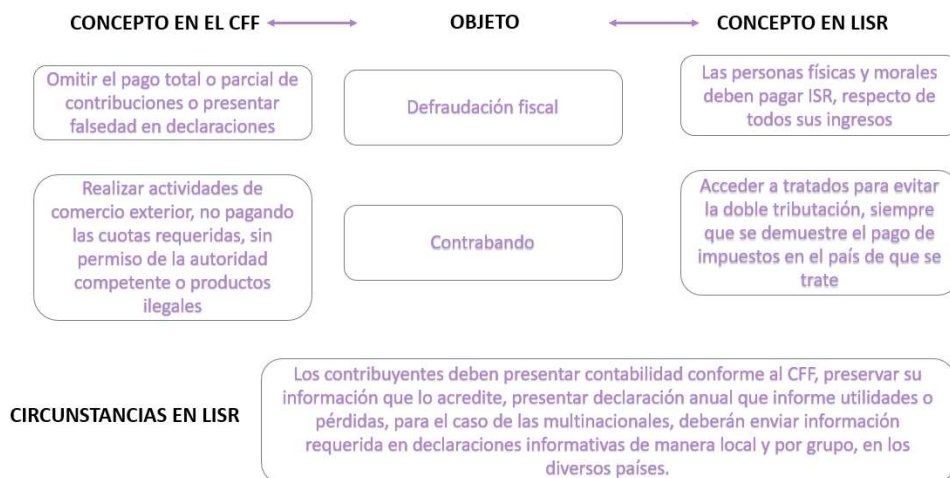 CONCEPTO EN EL CFF
OBJETO
CONCEPTO EN LISR
Omitir el pago total o parcial de
contribuciones o presentar
falsedad en declaraciones
Defraudación fiscal
Las personas físicas y morales
deben pagar ISR, respecto de
todos sus ingresos
Realizar actividades de
comercio exterior, no pagando
las cuotas requeridas, sin
permiso de la autoridad
competente o productos
ilegales
Contrabando
Acceder a tratados para evitar
la doble tributación, siempre
que se demuestre el pago de
impuestos en el país de que se
trate
CIRCUNSTANCIAS EN LISR
Los contribuyentes deben presentar contabilidad conforme al CFF, preservar su
información que lo acredite, presentar declaración anual que informe utilidades o
pérdidas, para el caso de las multinacionales, deberán enviar información
requerida en declaraciones informativas de manera local y por grupo, en los
diversos países.